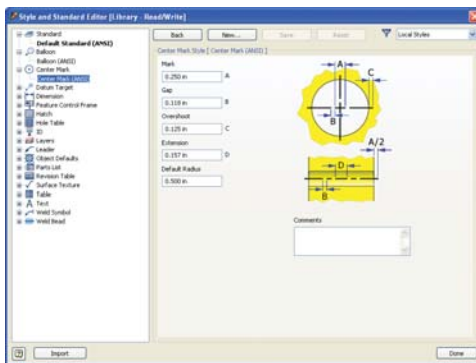 Style and Standard Editor [Library - Read/Write]
Back
New...
Save
Reset
Local Styles
Standard
Default Standard (ANSI)
Balloon
Balloon (ANSI)
Center Mark
Center Mark (ANSI)
Datum Target
Dimension
Feature Control Frame
Hatch
Hole Table
ID
Layers
Leader
Object Defaults
Parts List
Revision Table
Surface Texture
Table
Text
Weld Symbol
Weld Bead
Center Mark Style [ Center Mark (ANSI) ]
Mark
0.250 in A
Gap
0.118 in B
Overshoot
0.125 in C
Extension
0.157 in D
Default Radius
0.500 in
A
C
B
A/2
D
B
Comments
Import
Done